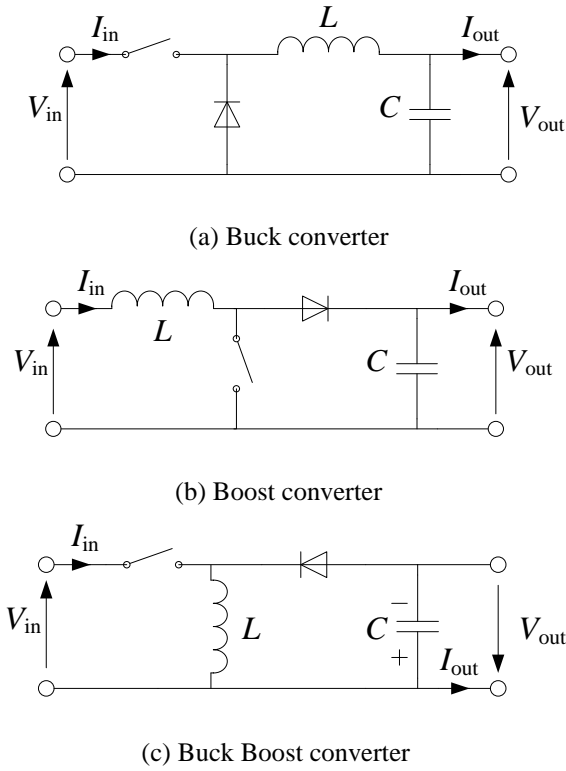 I_in L I_out
V_in C V_out
(a) Buck converter
I_in L I_out
V_in C V_out
(b) Boost converter
I_in
V_in L C − V_out
+ I_out
(c) Buck Boost converter